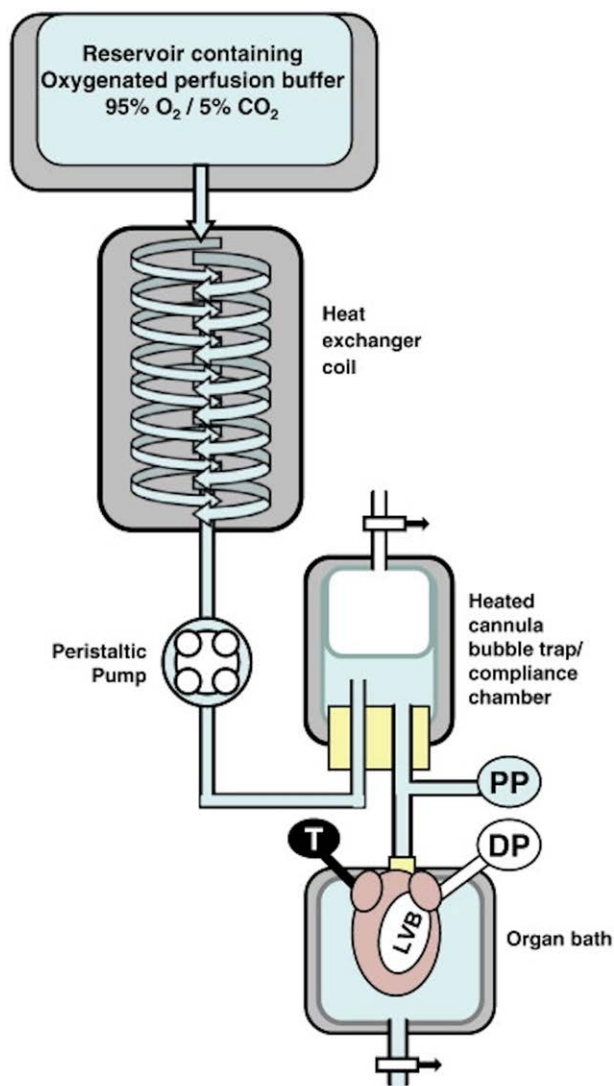 Reservoir containing
Oxygenated perfusion buffer
95% O₂ / 5% CO₂
Heat
exchanger
coil
Peristaltic
Pump
Heated
cannula
bubble trap/
compliance
chamber
PP
T
DP
LVB
Organ bath